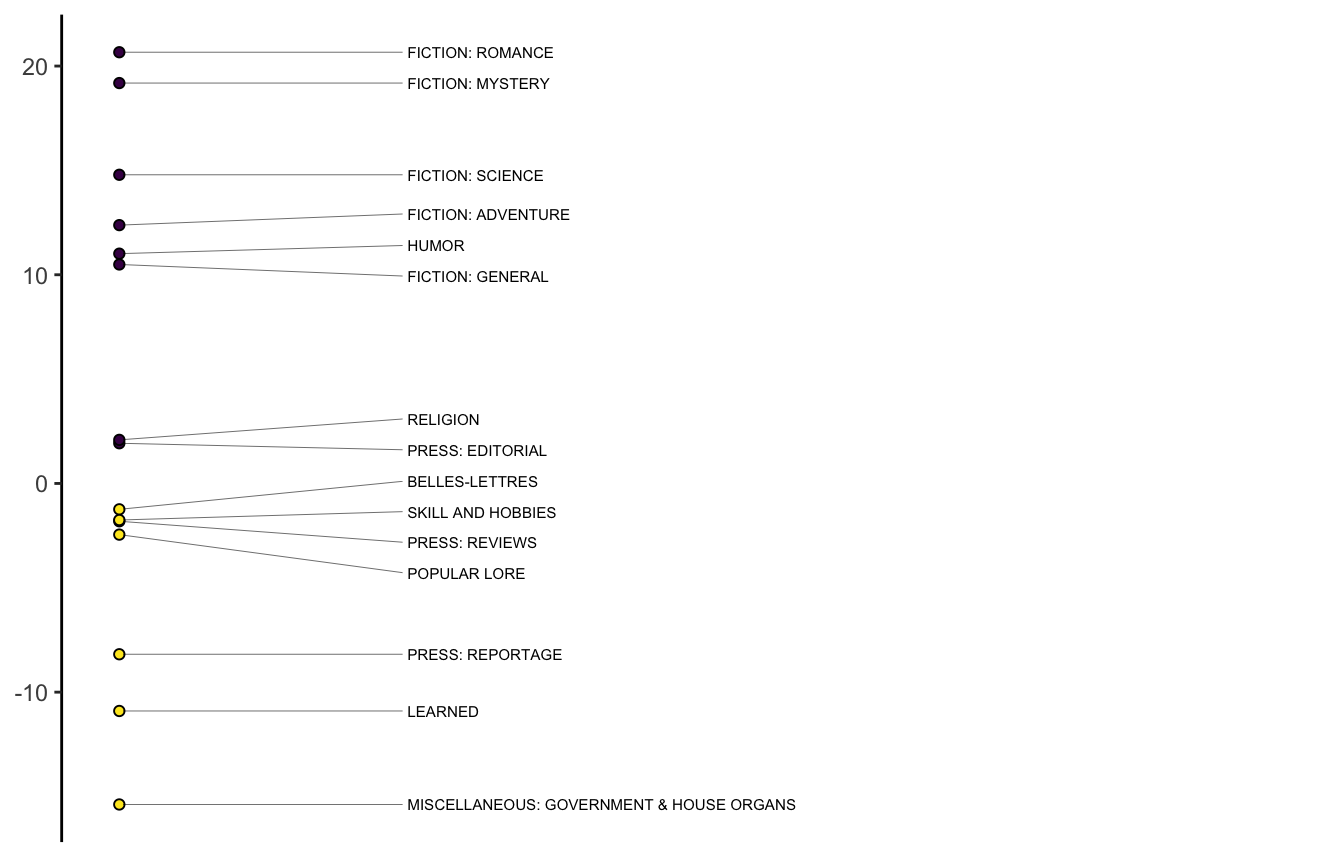 20
FICTION: ROMANCE
FICTION: MYSTERY
FICTION: SCIENCE
FICTION: ADVENTURE
HUMOR
10
FICTION: GENERAL
RELIGION
PRESS: EDITORIAL
0
BELLES-LETTRES
SKILL AND HOBBIES
PRESS: REVIEWS
POPULAR LORE
PRESS: REPORTAGE
-10
LEARNED
MISCELLANEOUS: GOVERNMENT & HOUSE ORGANS